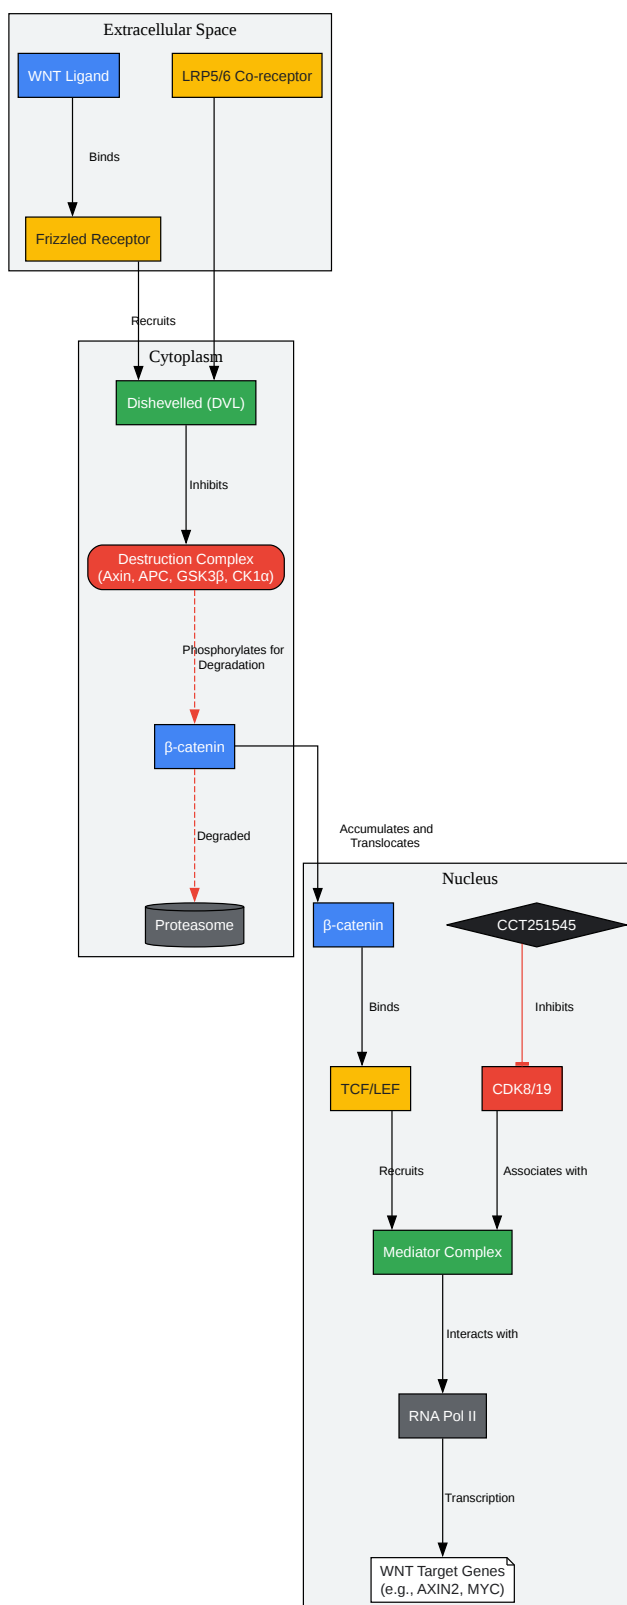 Extracellular Space
WNT Ligand
LRP5/6 Co-receptor
Binds
Frizzled Receptor
Recruits
Cytoplasm
Dishevelled (DVL)
Inhibits
Destruction Complex
(Axin, APC, GSK3β, CK1α)
Phosphorylates for
Degradation
β-catenin
Degraded
Accumulates and
Translocates
Proteasome
Nucleus
β-catenin
CCT251545
Binds
Inhibits
TCF/LEF
CDK8/19
Recruits
Associates with
Mediator Complex
Interacts with
RNA Pol II
Transcription
WNT Target Genes
(e.g., AXIN2, MYC)